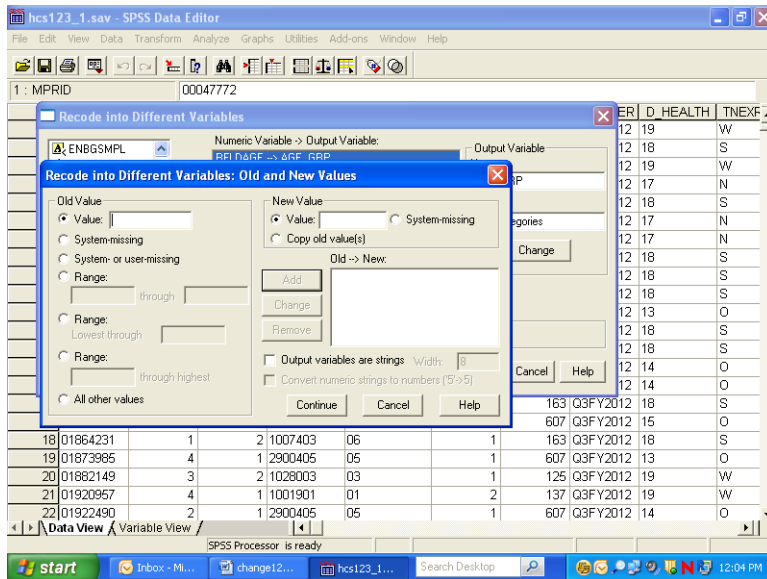 hcs123_1.sav - SPSS Data Editor
File Edit View Data Transform Analyze Graphs Utilities Add-ons Window Help
1 : MPRID 00047772
Recode into Different Variables
ER D_HEALTH TNEXR
ENBGSMPL
Numeric Variable -> Output Variable:
Output Variable
Recode into Different Variables: Old and New Values
Old Value
Value:
System-missing
System- or user-missing
Range:
through
Range:
Lowest through
Range:
through highest
All other values
New Value
Value: System-missing
Copy old value(s)
Old --> New:
Add
Change
Remove
Output variables are strings Width: 8
Convert numeric strings to numbers ('5'->5)
Continue Cancel Help
RP
egories
Change
Cancel Help
12 19 W
12 18 S
12 19 W
12 17 N
12 18 S
12 17 N
12 17 N
12 18 S
12 18 S
12 18 S
12 13 O
12 18 S
12 18 S
12 14 O
12 14 O
163 Q3FY2012 18 S
607 Q3FY2012 15 O
18 01864231 1 2 1007403 06 1 163 Q3FY2012 18 S
19 01873985 4 1 2900405 05 1 607 Q3FY2012 13 O
20 01882149 3 2 1028003 03 1 125 Q3FY2012 19 W
21 01920957 4 1 1001901 01 2 137 Q3FY2012 19 W
22 01922490 2 1 2900405 05 1 607 Q3FY2012 14 O
Data View Variable View
SPSS Processor is ready
start Inbox - Mi... change12... hcs123_1... Search Desktop 12:04 PM